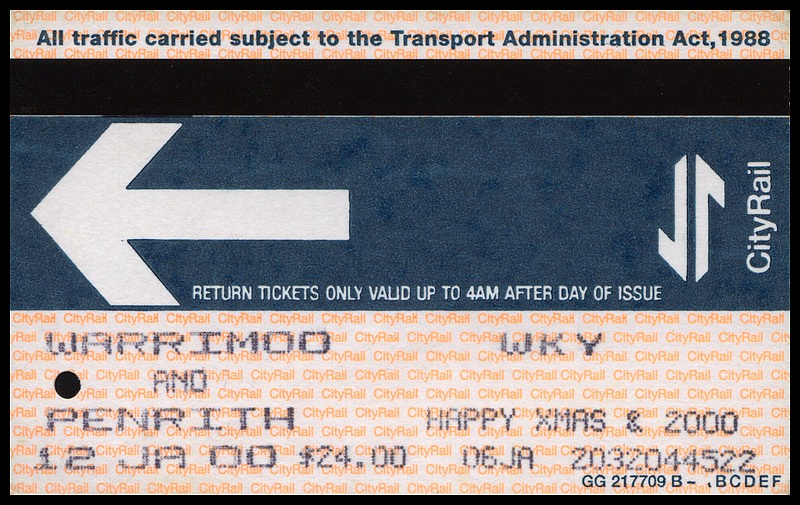 All traffic carried subject to the Transport Administration Act,1988
CityRail
RETURN TICKETS ONLY VALID UP TO 4AM AFTER DAY OF ISSUE
WARRIMOO WKY
AND
PENRITH HAPPY XMAS & 2000
12 JA 00 $24.00 2032044522
GG 217709 B – .BCDEF